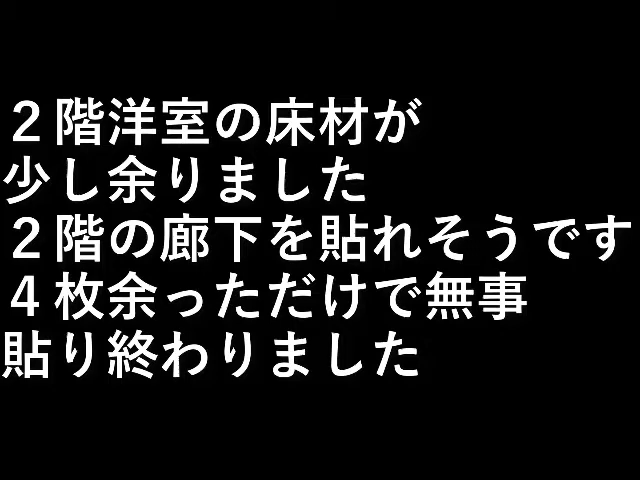 ２階洋室の床材が
少し余りました
２階の廊下を貼れそうです
４枚余っただけで無事
貼り終わりました